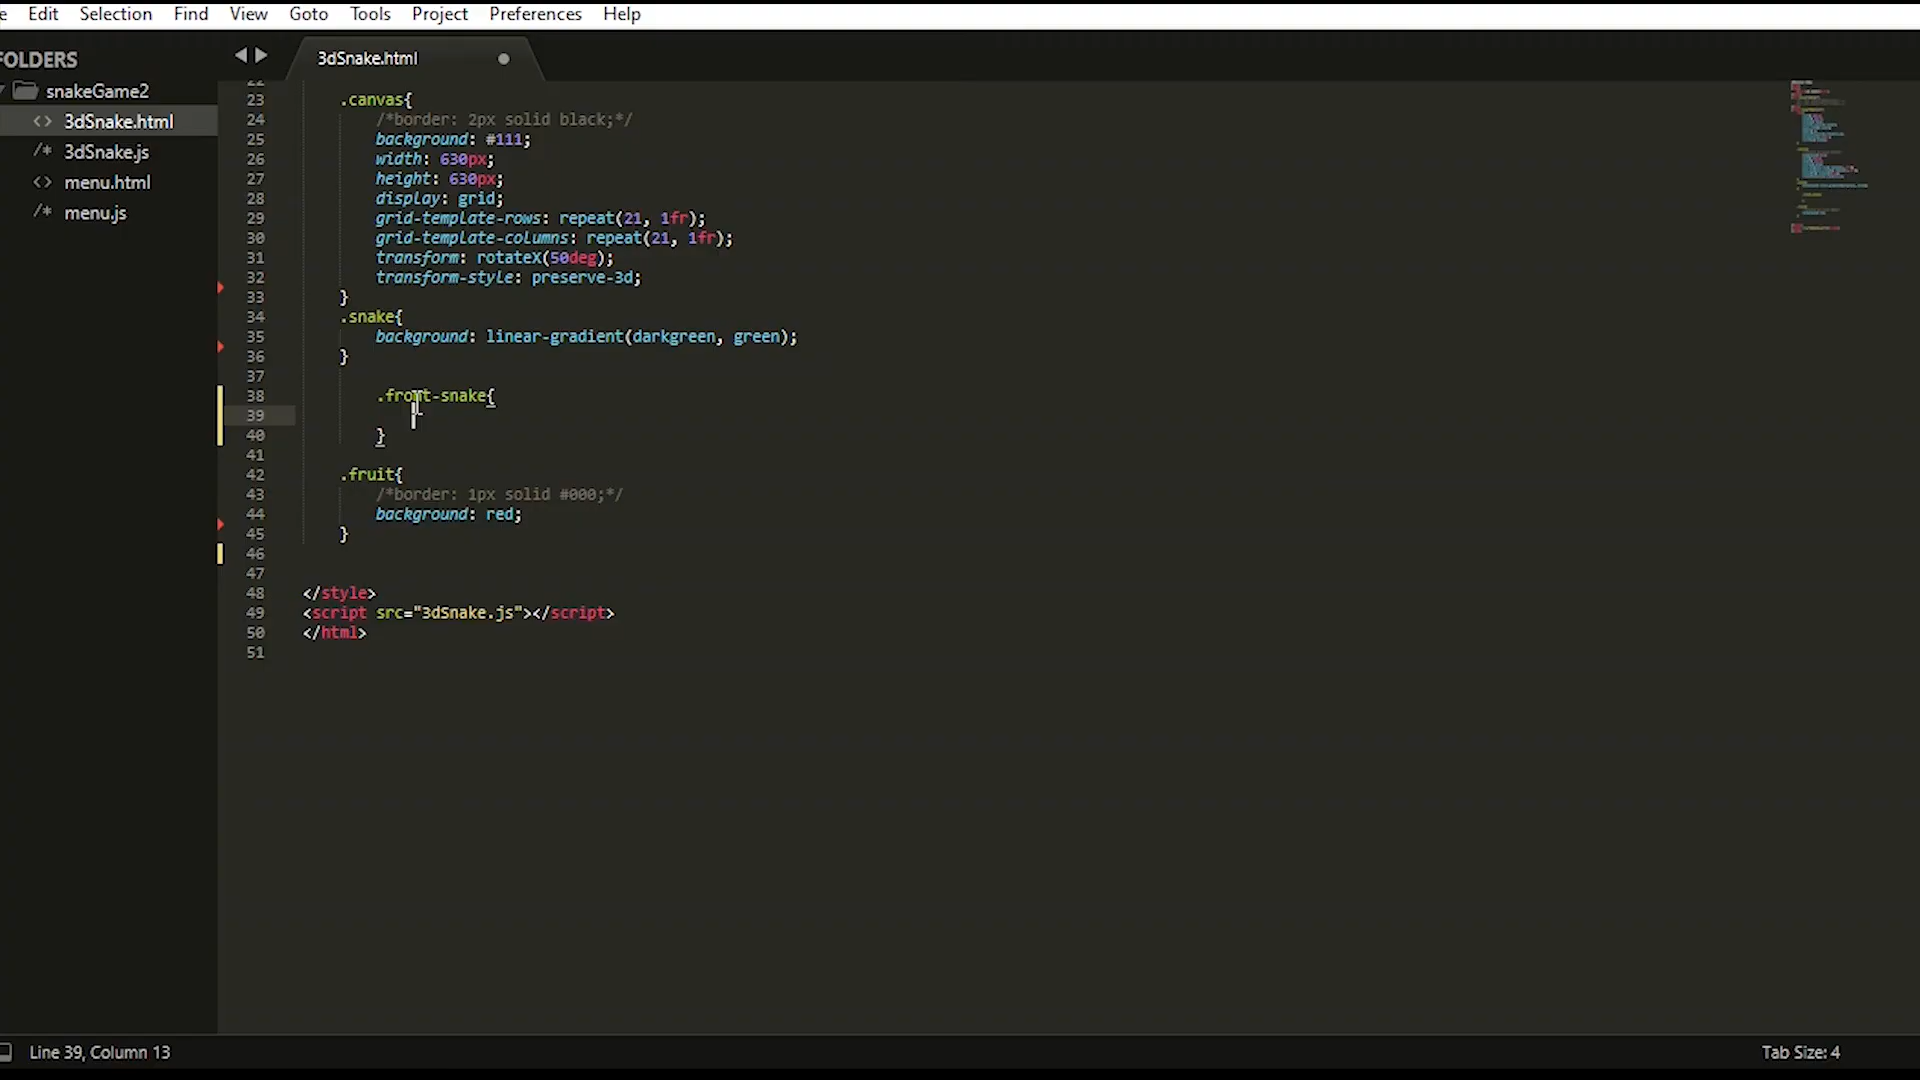 Edit Selection Find View Goto Tools Project Preferences Help
FOLDERS
snakeGame2
<> 3dSnake.html
/* 3dSnake.js
<> menu.html
/* menu.js
3dSnake.html
22
23 .canvas{
24 /*border: 2px solid black;*/
25 background: #111;
26 width: 630px;
27 height: 630px;
28 display: grid;
29 grid-template-rows: repeat(21, 1fr);
30 grid-template-columns: repeat(21, 1fr);
31 transform: rotateX(50deg);
32 transform-style: preserve-3d;
33 }
34 .snake{
35 background: linear-gradient(darkgreen, green);
36 }
37
38 .front-snake{
39
40 }
41
42 .fruit{
43 /*border: 1px solid #000;*/
44 background: red;
45 }
46
47
48 </style>
49 <script src="3dSnake.js"></script>
50 </html>
51
Line 39, Column 13
Tab Size: 4